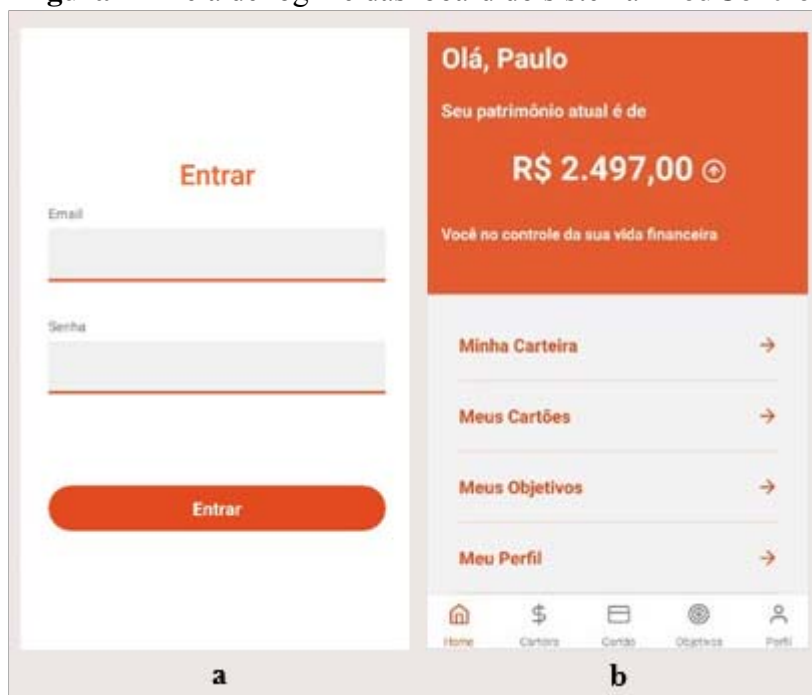 Entrar
Email
Senha
Entrar
a
Olá, Paulo
Seu patrimônio atual é de
R$ 2.497,00
Você no controle da sua vida financeira
Minha Carteira
Meus Cartões
Meus Objetivos
Meu Perfil
Home Carteira Cartão Objetivos Perfil
b